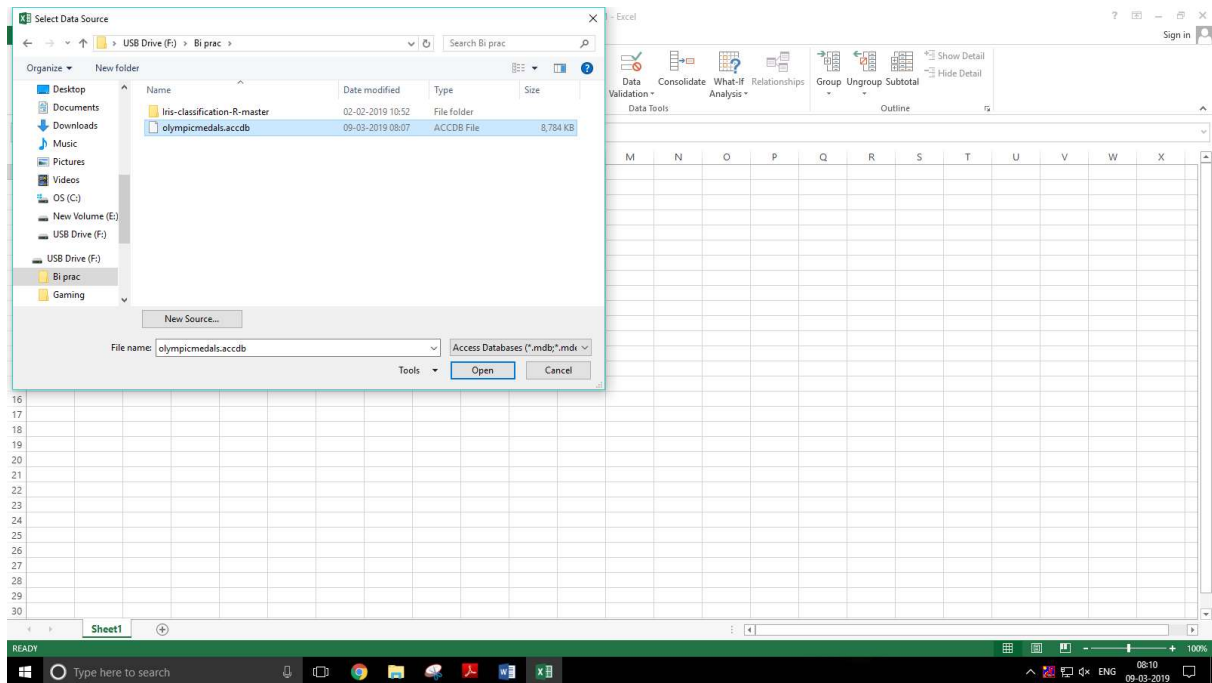 Select Data Source
- Excel
Sign in
USB Drive (F:) > Bi prac >
Search Bi prac
Organize
New folder
Name
Date modified
Type
Size
Iris-classification-R-master
02-02-2019 10:52
File folder
olympicmedals.accdb
09-03-2019 08:07
ACCDB File
8,784 KB
Desktop
Documents
Downloads
Music
Pictures
Videos
OS (C:)
New Volume (E:)
USB Drive (F:)
USB Drive (F:)
Bi prac
Gaming
New Source...
File name:
olympicmedals.accdb
Access Databases (*.mdb;*.mde
Tools
Open
Cancel
Data Validation
Consolidate
What-If Analysis
Relationships
Group
Ungroup
Subtotal
Show Detail
Hide Detail
Data Tools
Outline
M N O P Q R S T U V W X
16
17
18
19
20
21
22
23
24
25
26
27
28
29
30
Sheet1
READY
100%
Type here to search
ENG
08:10
09-03-2019